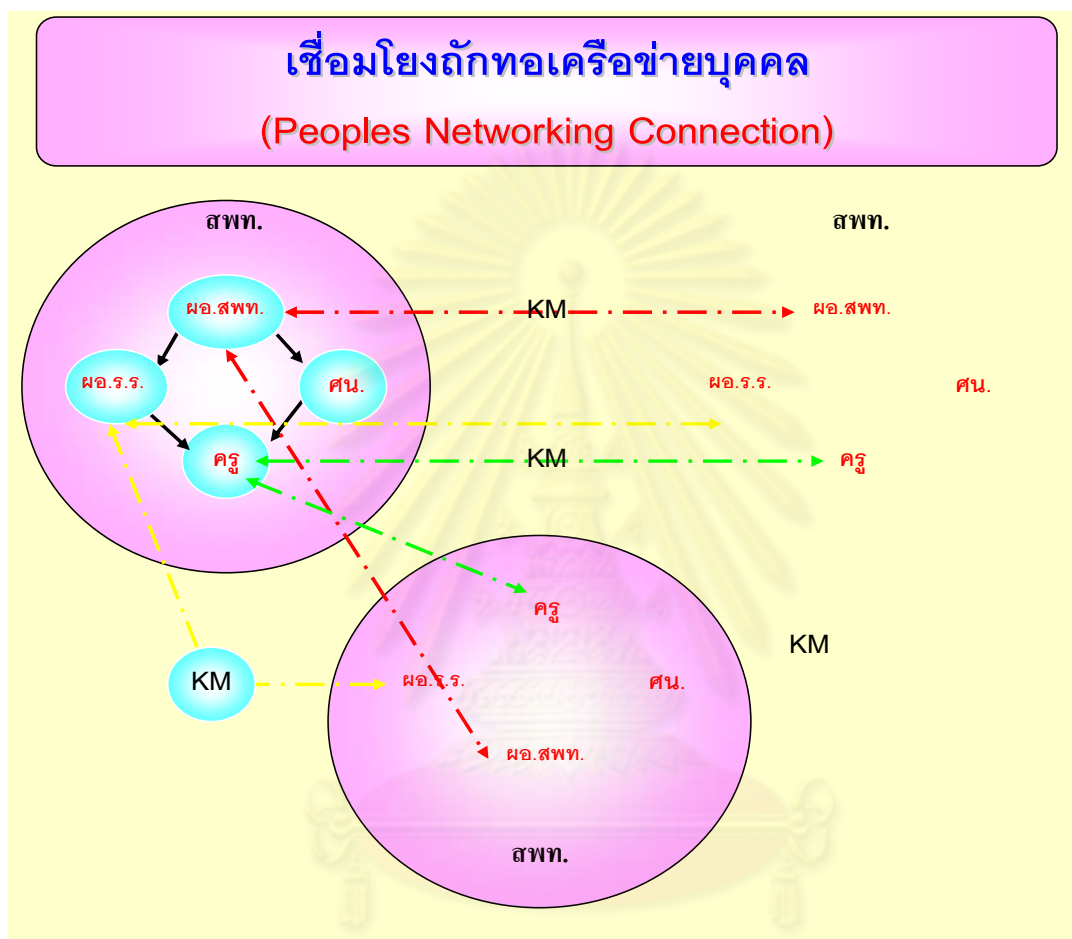 เชื่อมโยงถักทอเครือข่ายบุคคล
(Peoples Networking Connection)
สพท.
สพท.
ผอ.สพท.
KM
ผอ.สพท.
ผอ.ร.ร.
ศน.
ผอ.ร.ร.
ศน.
ครู
KM
ครู
ครู
KM
KM
ผอ.ร.ร.
ศน.
ผอ.สพท.
สพท.